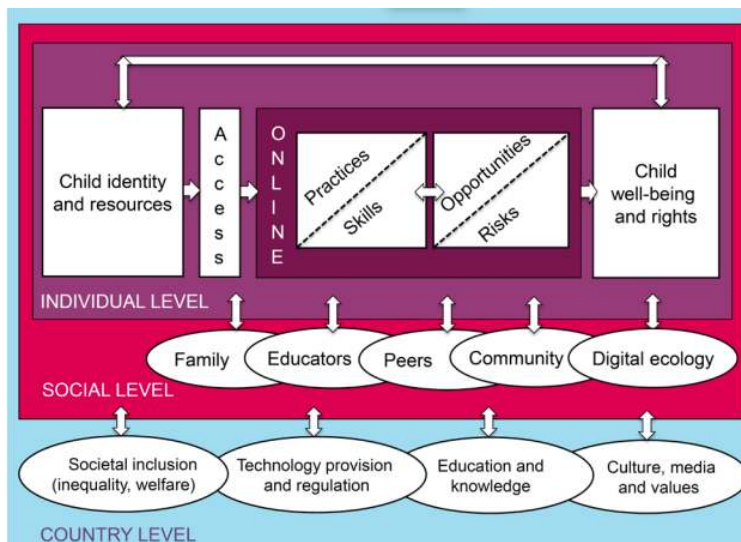 Child identity
and resources
Access
ONLINE
Practices
Skills
Opportunities
Risks
Child
well-being
and rights
INDIVIDUAL LEVEL
Family
Educators
Peers
Community
Digital ecology
SOCIAL LEVEL
Societal inclusion
(inequality, welfare)
Technology provision
and regulation
Education and
knowledge
Culture, media
and values
COUNTRY LEVEL